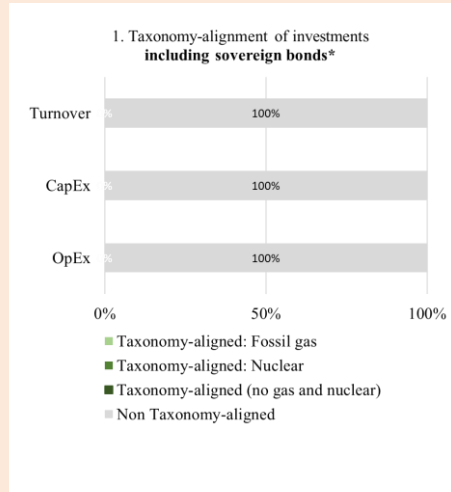 1. Taxonomy-alignment of investments
including sovereign bonds*
Turnover
100%
CapEx
100%
OpEx
100%
0% 50% 100%
Taxonomy-aligned: Fossil gas
Taxonomy-aligned: Nuclear
Taxonomy-aligned (no gas and nuclear)
Non Taxonomy-aligned